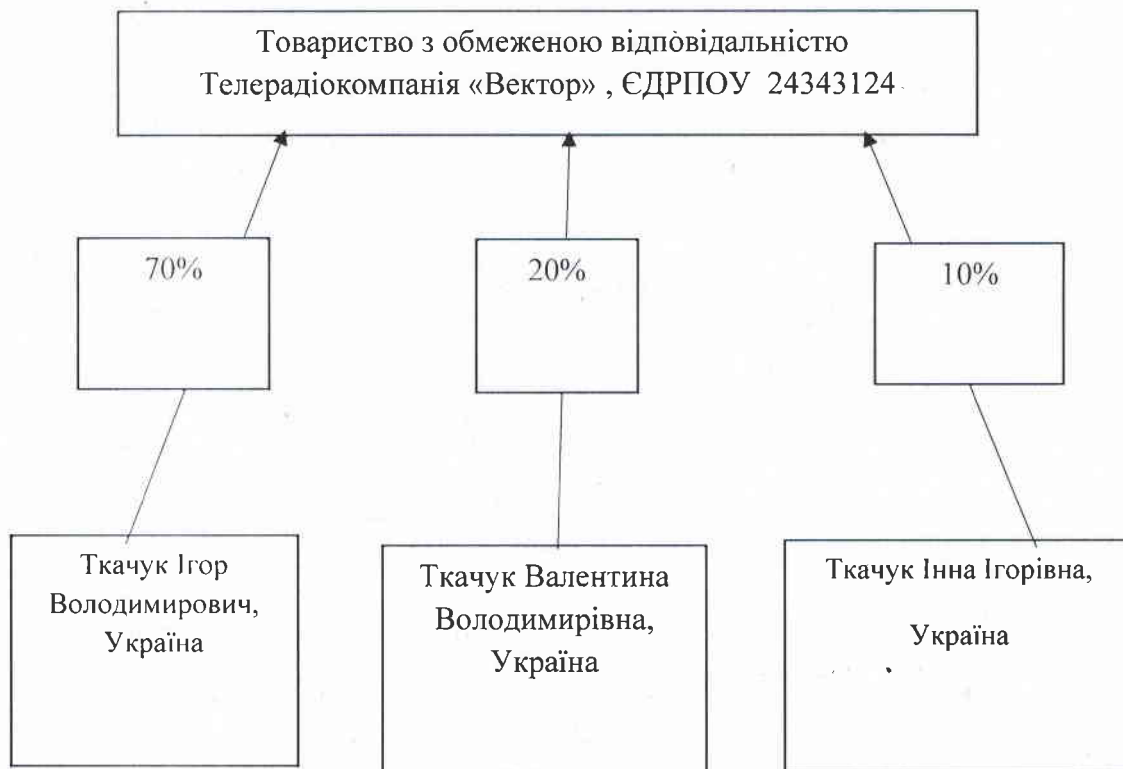 Товариство з обмеженою відповідальністю
Телерадіокомпанія «Вектор» , ЄДРПОУ 24343124
70%
20%
10%
Ткачук Ігор
Володимирович,
Україна
Ткачук Валентина
Володимирівна,
Україна
Ткачук Інна Ігорівна,
Україна